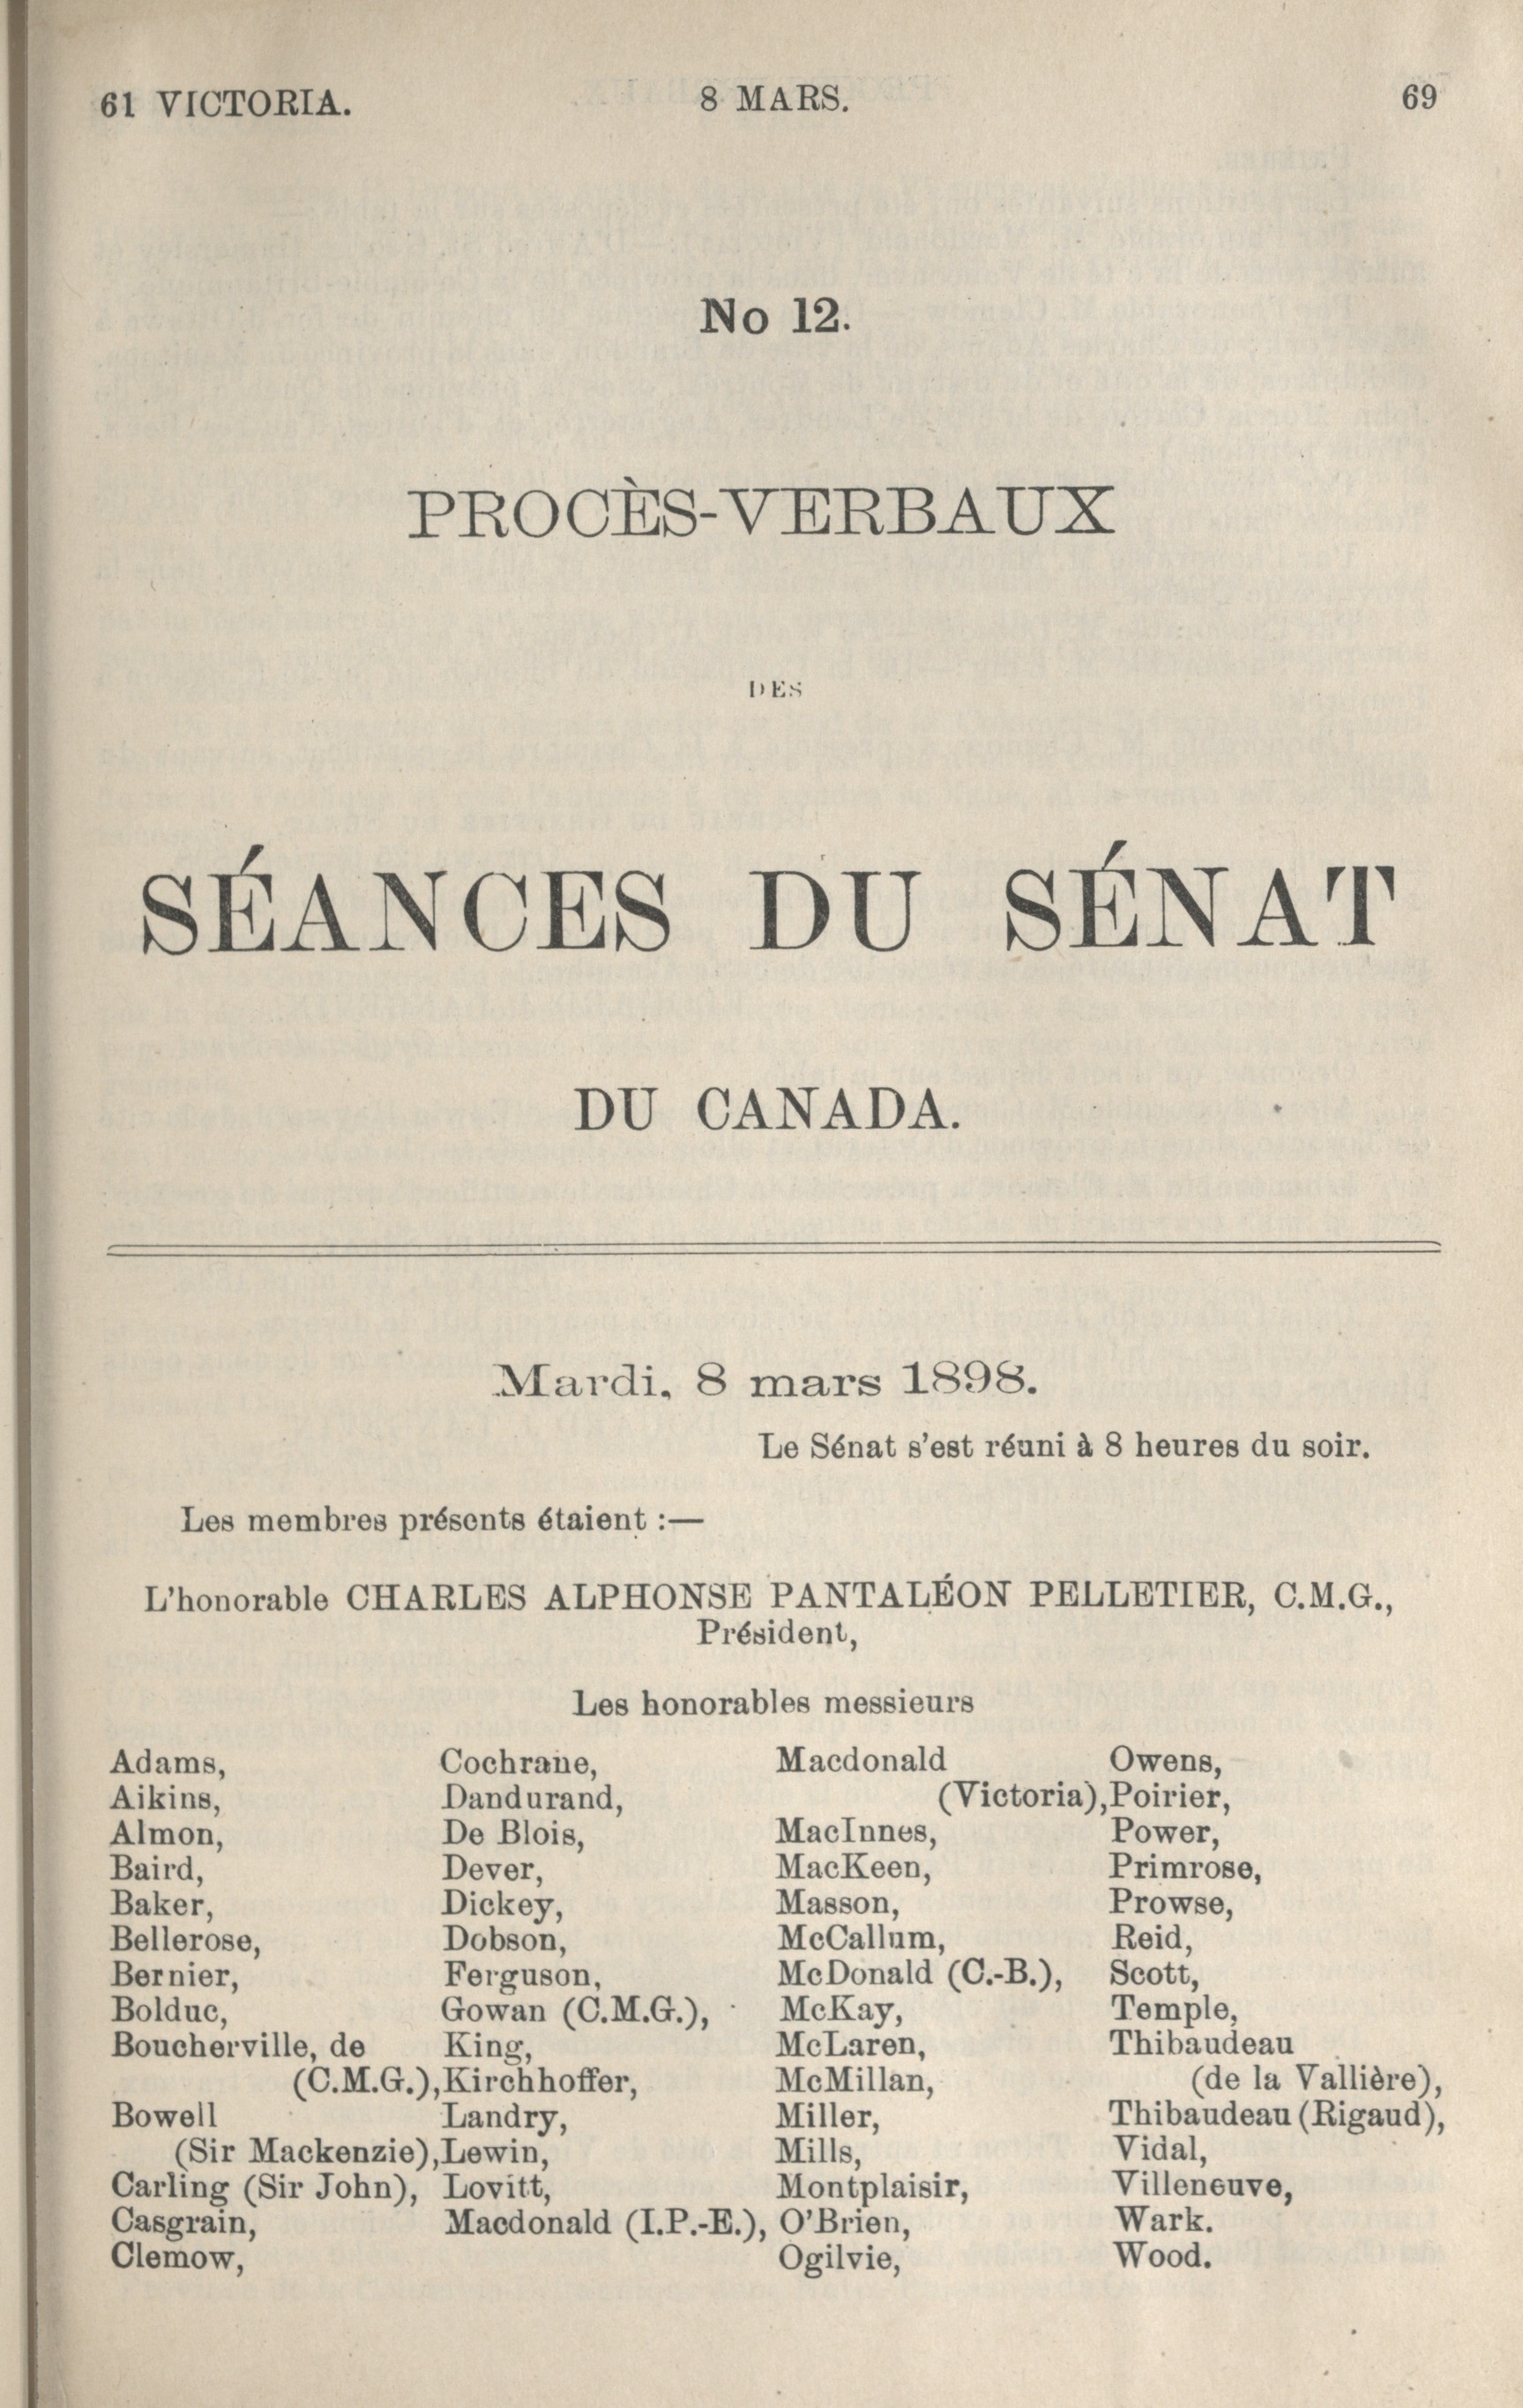 61 VICTORIA.
8 MARS.
69
No 12.
PROCÈS-VERBAUX
DES
SÉANCES DU SÉNAT
DU CANADA.
Mardi, 8 mars 1898.
Le Sénat s'est réuni à 8 heures du soir.
Les membres présents étaient :—
L'honorable CHARLES ALPHONSE PANTALÉON PELLETIER, C.M.G.,
Président,
Les honorables messieurs
Adams,
Aikins,
Almon,
Baird,
Baker,
Bellerose,
Bernier,
Bolduc,
Boucherville, de
(C.M.G.),
Bowell
(Sir Mackenzie),
Carling (Sir John),
Casgrain,
Clemow,
Cochrane,
Dandurand,
De Blois,
Dever,
Dickey,
Dobson,
Ferguson,
Gowan (C.M.G.),
King,
Kirchhoffer,
Landry,
Lewin,
Lovitt,
Macdonald (I.P.-E.),
Macdonald
(Victoria),
MacInnes,
MacKeen,
Masson,
McCallum,
McDonald (C.-B.),
McKay,
McLaren,
McMillan,
Miller,
Mills,
Montplaisir,
O'Brien,
Ogilvie,
Owens,
Poirier,
Power,
Primrose,
Prowse,
Reid,
Scott,
Temple,
Thibaudeau
(de la Vallière),
Thibaudeau (Rigaud),
Vidal,
Villeneuve,
Wark.
Wood.